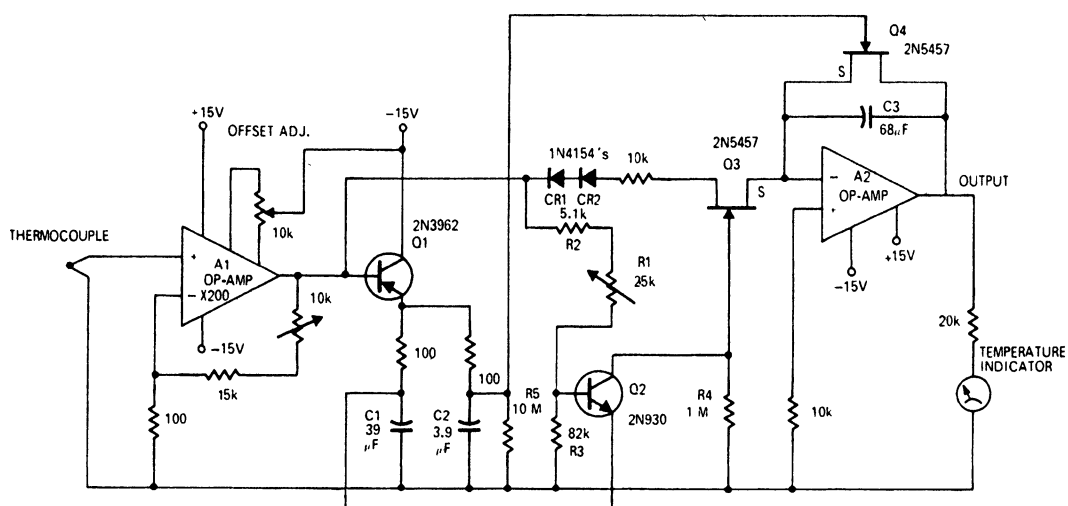 Q4
2N5457
S
C3
68μF
+15V
OFFSET ADJ.
-15V
1N4154's
10k
2N5457
Q3
S
CR1
CR2
5.1k
R2
A2
OP-AMP
-
+
OUTPUT
+15V
-15V
10k
2N3962
Q1
THERMOCOUPLE
+
A1
OP-AMP
-X200
-15V
10k
R1
25k
20k
TEMPERATURE
INDICATOR
100
100
15k
100
R5
10 M
Q2
2N930
R4
1 M
10k
C1
39
μF
C2
3.9
μF
82k
R3